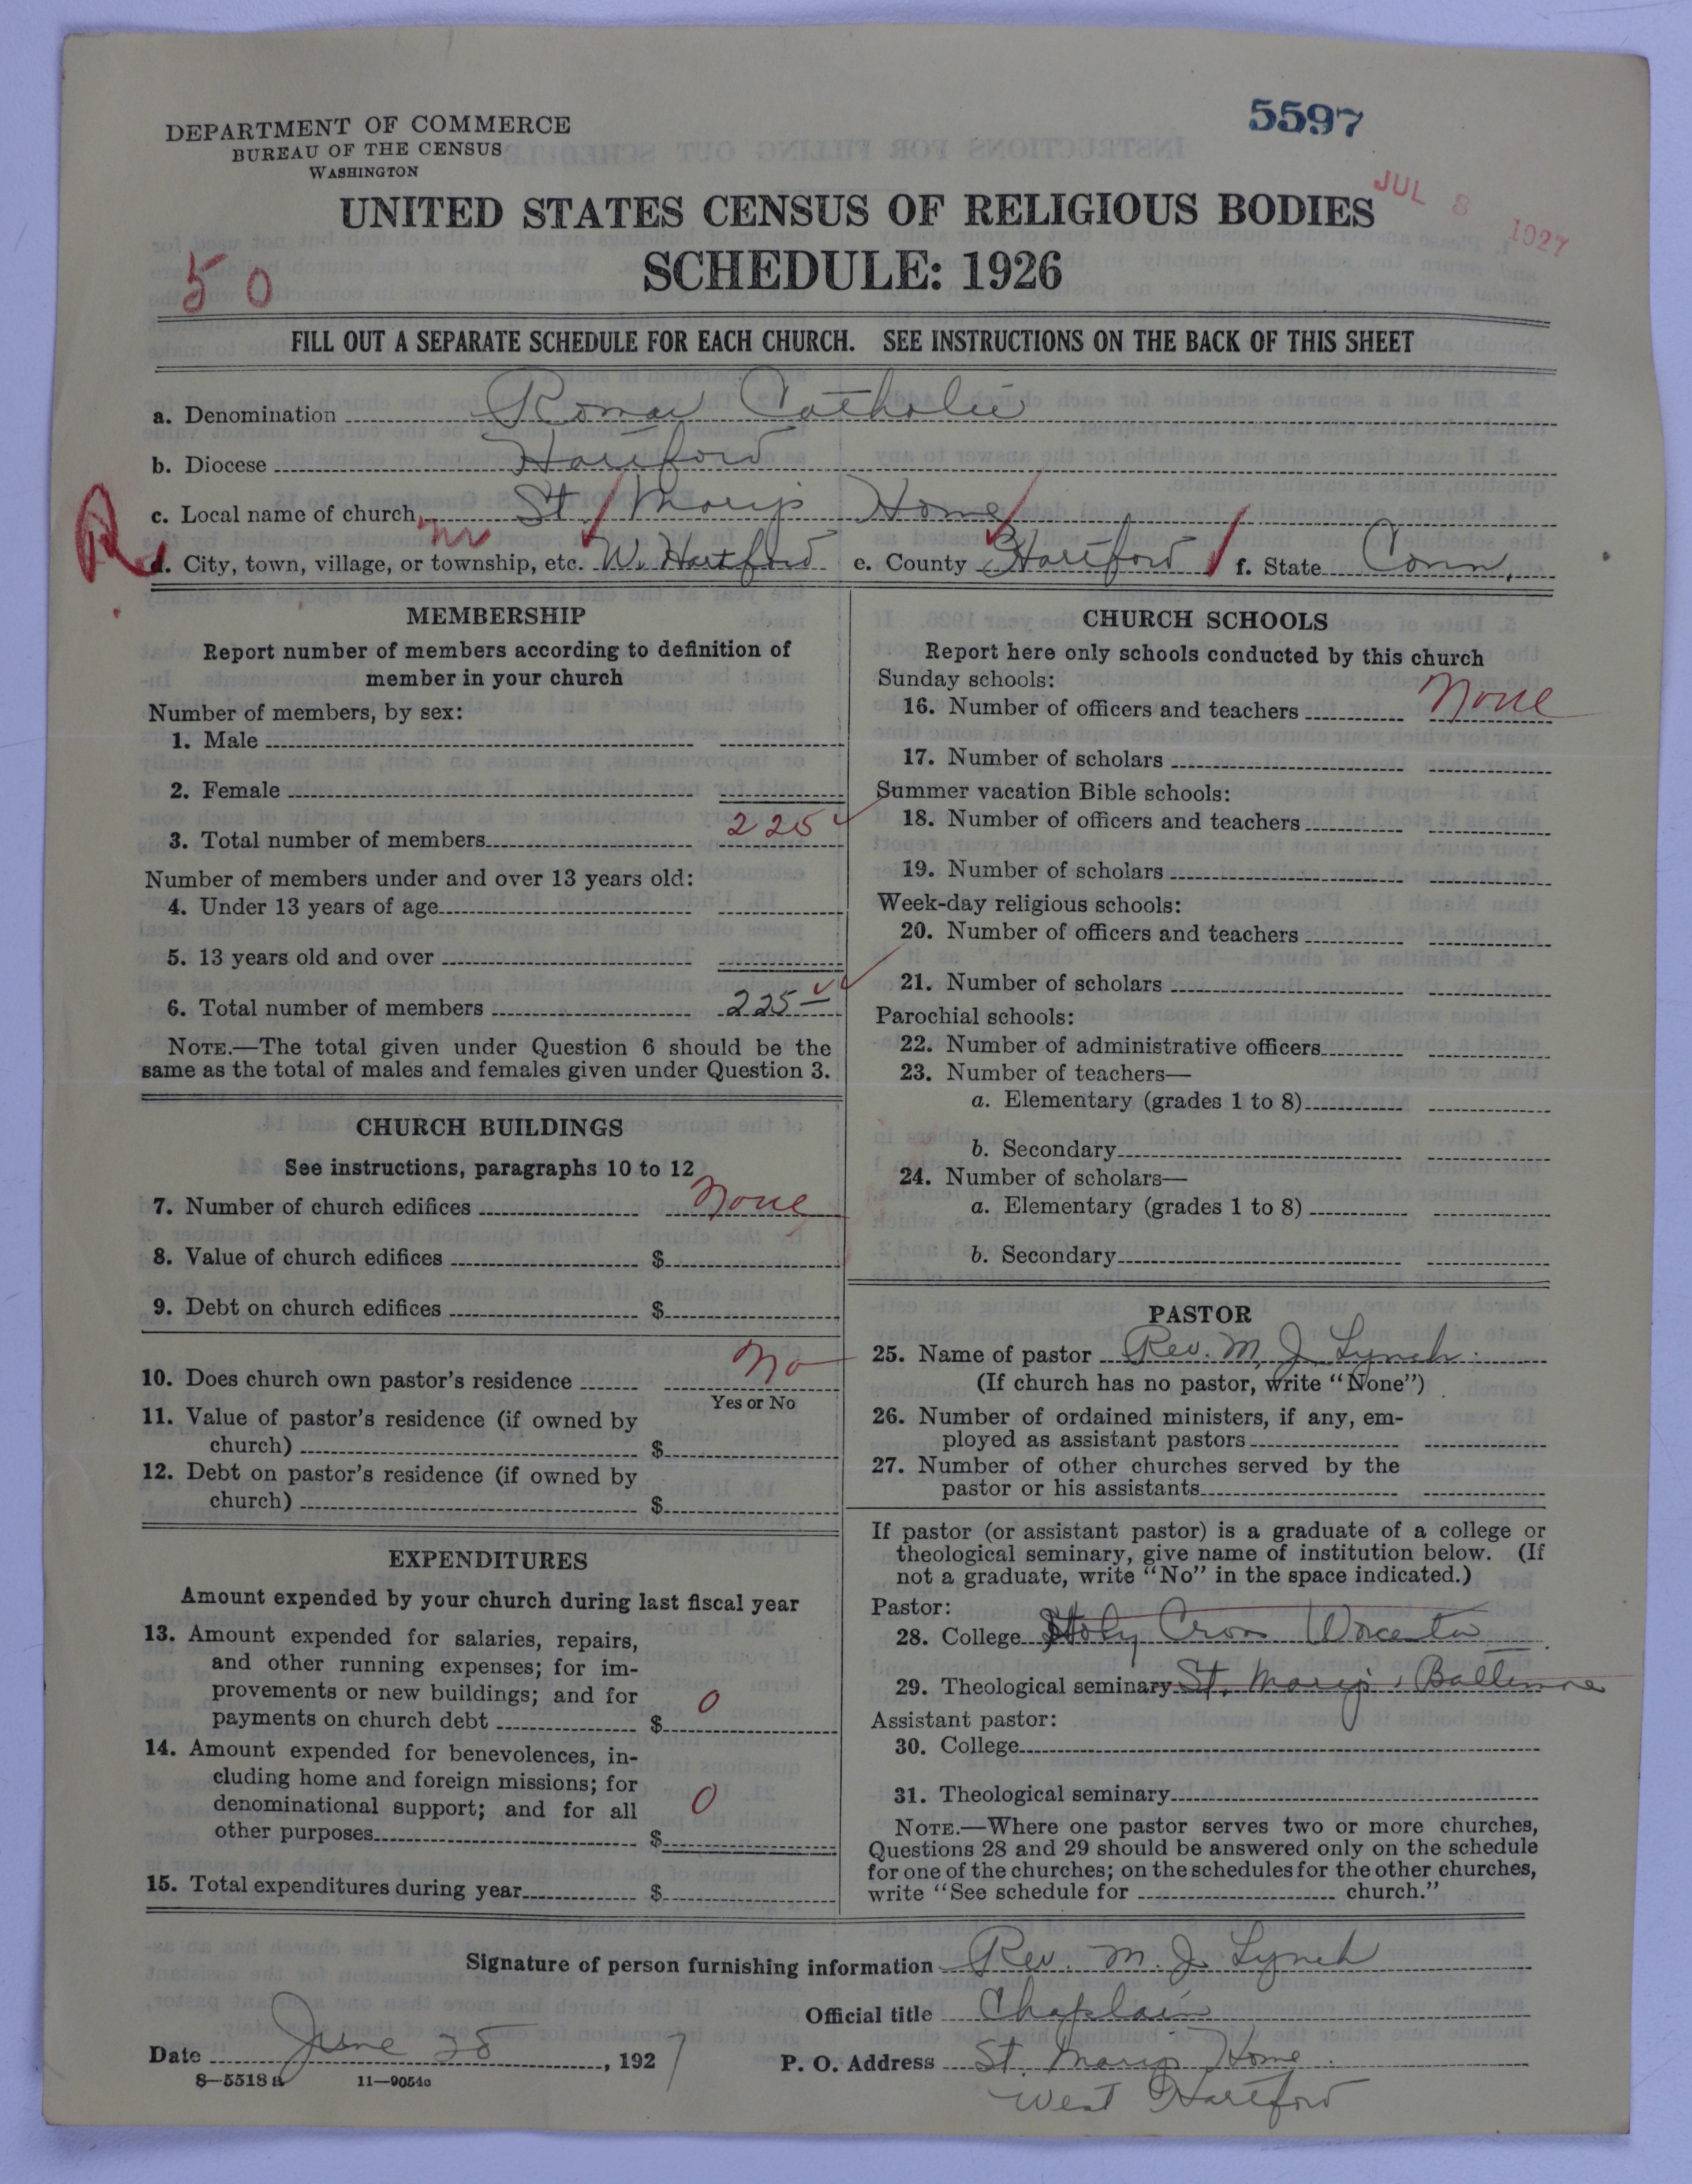 5597
DEPARTMENT OF COMMERCE
BUREAU OF THE CENSUS
WASHINGTON
JUL 8 1927
UNITED STATES CENSUS OF RELIGIOUS BODIES
SCHEDULE: 1926
50
FILL OUT A SEPARATE SCHEDULE FOR EACH CHURCH. SEE INSTRUCTIONS ON THE BACK OF THIS SHEET
a. Denomination Roman Catholic
b. Diocese Hartford
c. Local name of church St Mary's Home
R
d. City, town, village, or township, etc. W. Hartford e. County Hartford f. State Conn.
MEMBERSHIP
Report number of members according to definition of
member in your church
Number of members, by sex:
1. Male
2. Female
3. Total number of members 225
Number of members under and over 13 years old:
4. Under 13 years of age
5. 13 years old and over
6. Total number of members 225
NOTE.—The total given under Question 6 should be the
same as the total of males and females given under Question 3.
CHURCH BUILDINGS
See instructions, paragraphs 10 to 12
7. Number of church edifices None
8. Value of church edifices $
9. Debt on church edifices $
10. Does church own pastor's residence No
Yes or No
11. Value of pastor's residence (if owned by
church) $
12. Debt on pastor's residence (if owned by
church) $
EXPENDITURES
Amount expended by your church during last fiscal year
13. Amount expended for salaries, repairs,
and other running expenses; for im-
provements or new buildings; and for
payments on church debt $ 0
14. Amount expended for benevolences, in-
cluding home and foreign missions; for
denominational support; and for all
other purposes $ 0
15. Total expenditures during year $
CHURCH SCHOOLS
Report here only schools conducted by this church
Sunday schools:
16. Number of officers and teachers None
17. Number of scholars
Summer vacation Bible schools:
18. Number of officers and teachers
19. Number of scholars
Week-day religious schools:
20. Number of officers and teachers
21. Number of scholars
Parochial schools:
22. Number of administrative officers
23. Number of teachers—
a. Elementary (grades 1 to 8)
b. Secondary
24. Number of scholars—
a. Elementary (grades 1 to 8)
b. Secondary
PASTOR
25. Name of pastor Rev. M. J. Lynch
(If church has no pastor, write "None")
26. Number of ordained ministers, if any, em-
ployed as assistant pastors
27. Number of other churches served by the
pastor or his assistants
If pastor (or assistant pastor) is a graduate of a college or
theological seminary, give name of institution below. (If
not a graduate, write "No" in the space indicated.)
Pastor:
28. College Holy Cross Worcester
29. Theological seminary St. Mary's, Baltimore
Assistant pastor:
30. College
31. Theological seminary
NOTE.—Where one pastor serves two or more churches,
Questions 28 and 29 should be answered only on the schedule
for one of the churches; on the schedules for the other churches,
write "See schedule for church."
Signature of person furnishing information Rev. M. J. Lynch
Official title Chaplain
Date June 28, 1927
P. O. Address St. Marys Home
West Hartford
8—5518a 11—9054a